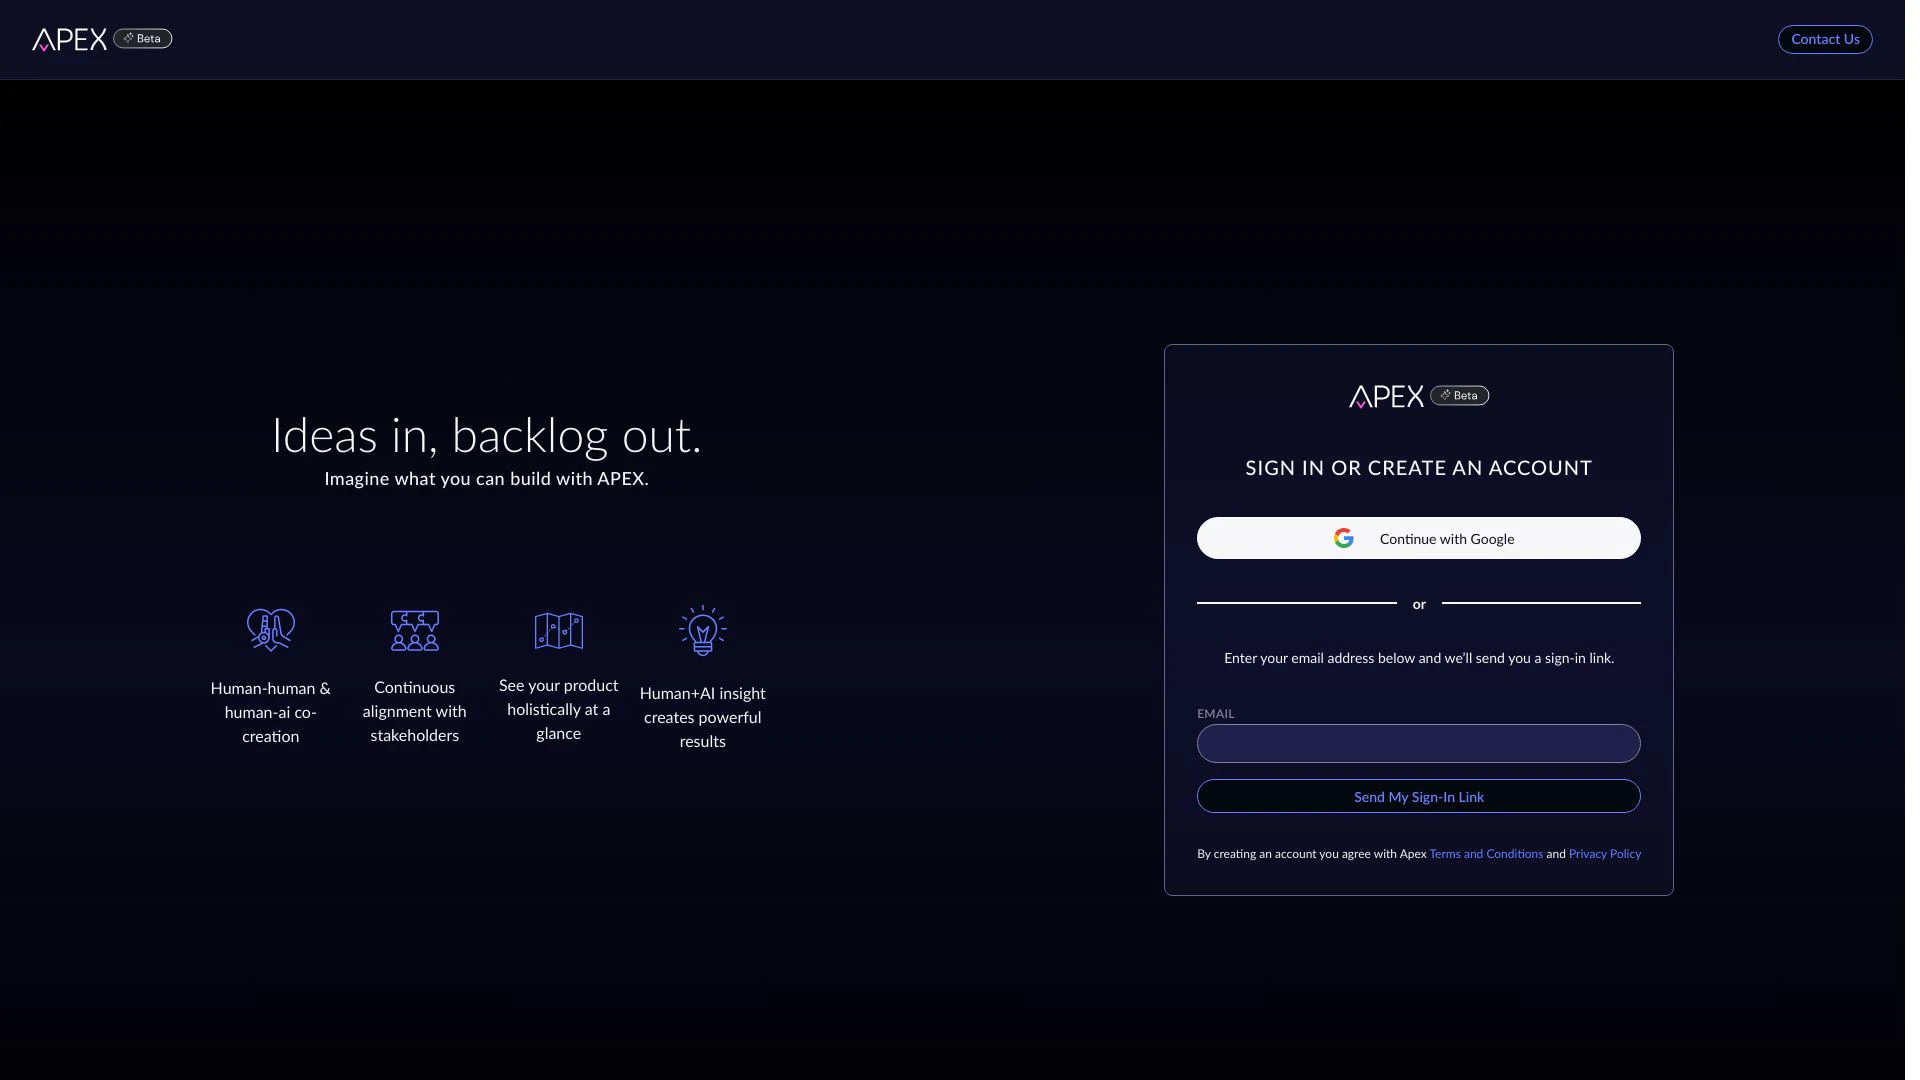 APEX Beta
Contact Us
Ideas in, backlog out.
Imagine what you can build with APEX.
Human-human &
human-ai co-
creation
Continuous
alignment with
stakeholders
See your product
holistically at a
glance
Human+AI insight
creates powerful
results
APEX Beta
SIGN IN OR CREATE AN ACCOUNT
Continue with Google
or
Enter your email address below and we'll send you a sign-in link.
EMAIL
Send My Sign-In Link
By creating an account you agree with Apex Terms and Conditions and Privacy Policy